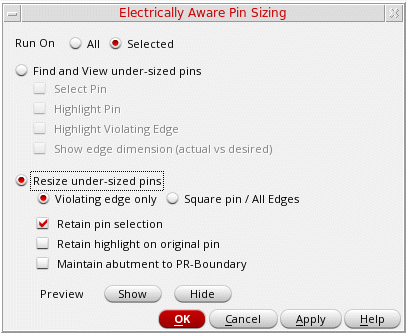 Electrically Aware Pin Sizing
Run On All Selected
Find and View under-sized pins
Select Pin
Highlight Pin
Highlight Violating Edge
Show edge dimension (actual vs desired)
Resize under-sized pins
Violating edge only Square pin / All Edges
Retain pin selection
Retain highlight on original pin
Maintain abutment to PR-Boundary
Preview Show Hide
OK Cancel Apply Help